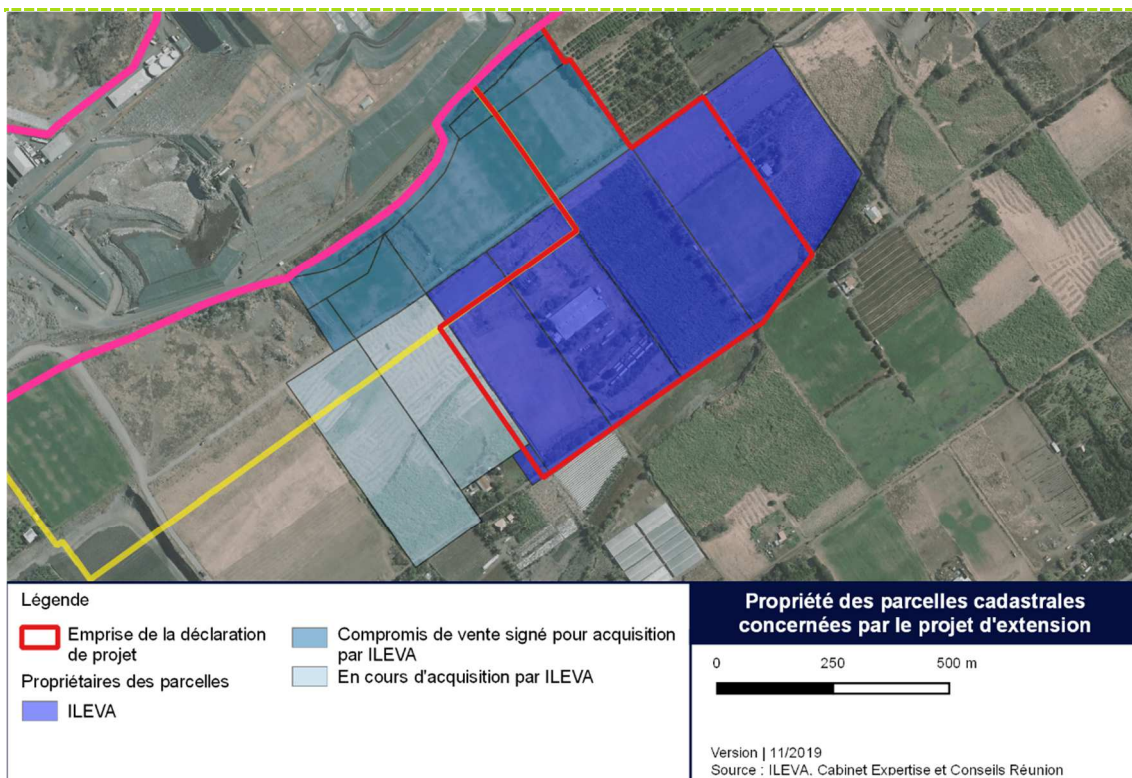 Légende
Emprise de la déclaration
de projet
Propriétaires des parcelles
ILEVA
Compromis de vente signé pour acquisition
par ILEVA
En cours d'acquisition par ILEVA
Propriété des parcelles cadastrales
concernées par le projet d'extension
0 250 500 m
Version | 11/2019
Source : ILEVA, Cabinet Expertise et Conseils Réunion